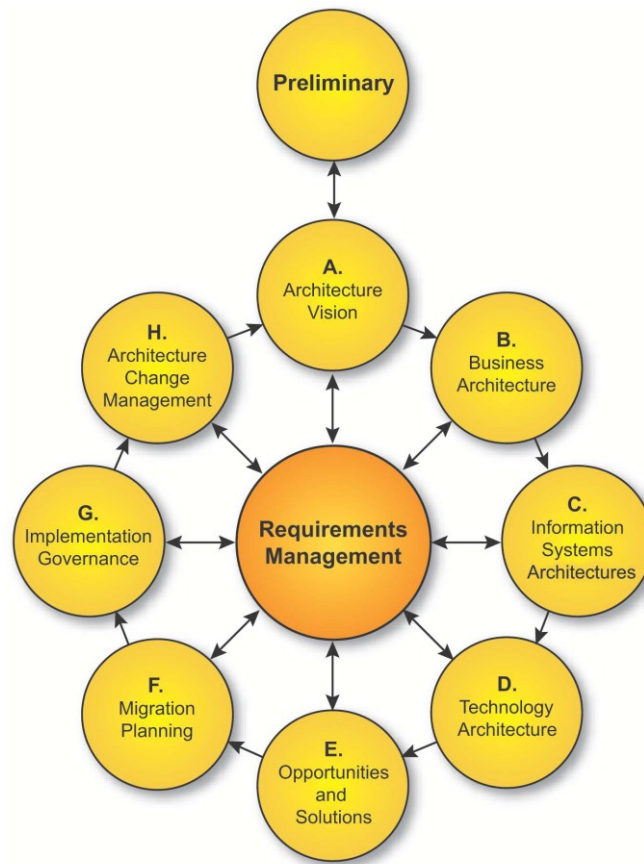 Preliminary
A.
Architecture
Vision
B.
Business
Architecture
C.
Information
Systems
Architectures
D.
Technology
Architecture
E.
Opportunities
and
Solutions
F.
Migration
Planning
G.
Implementation
Governance
H.
Architecture
Change
Management
Requirements
Management